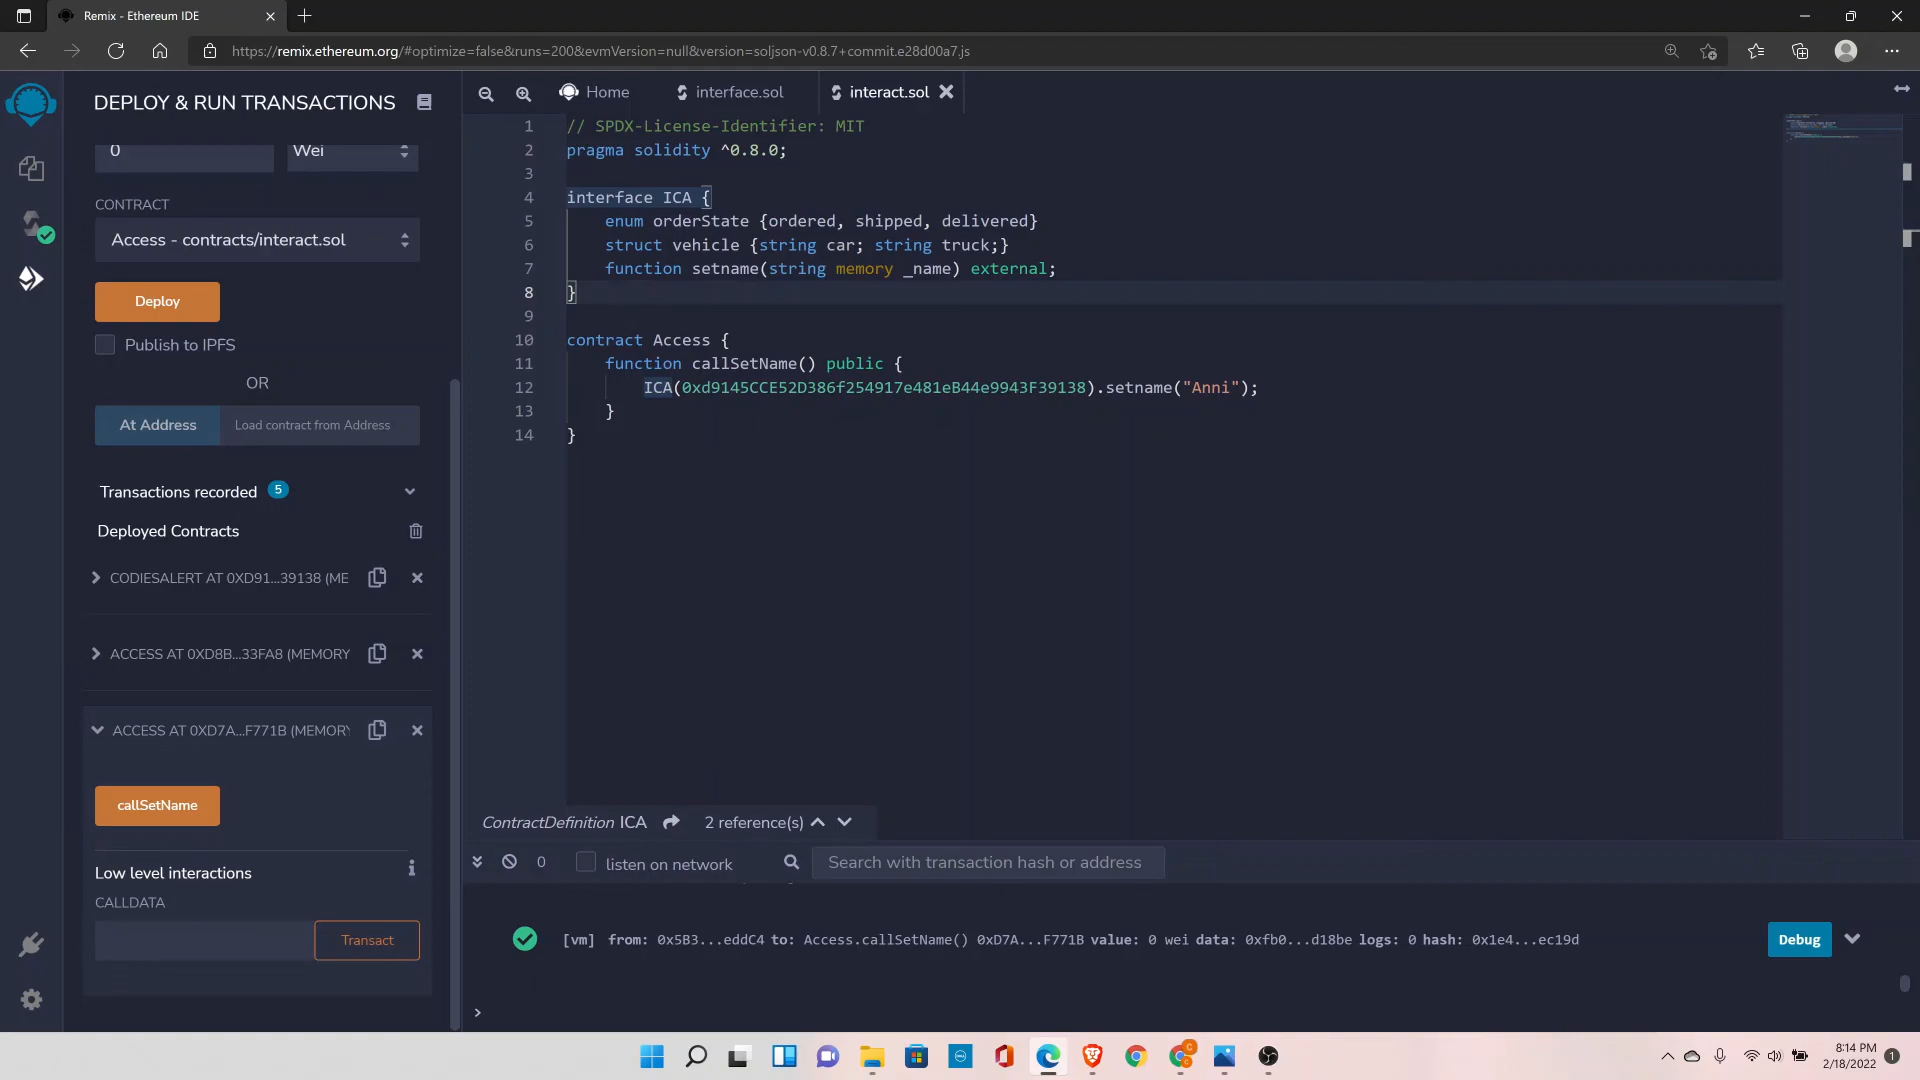 Remix - Ethereum IDE
https://remix.ethereum.org/#optimize=false&runs=200&evmVersion=null&version=soljson-v0.8.7+commit.e28d00a7.js
DEPLOY & RUN TRANSACTIONS
0
Wei
CONTRACT
Access - contracts/interact.sol
Deploy
Publish to IPFS
OR
At Address
Load contract from Address
Transactions recorded 5
Deployed Contracts
CODIESALERT AT 0XD91...39138 (ME
ACCESS AT 0XD8B...33FA8 (MEMORY
ACCESS AT 0XD7A...F771B (MEMORY
callSetName
Low level interactions
CALLDATA
Transact
Home
interface.sol
interact.sol
1 // SPDX-License-Identifier: MIT
2 pragma solidity ^0.8.0;
3
4 interface ICA {
5 enum orderState {ordered, shipped, delivered}
6 struct vehicle {string car; string truck;}
7 function setname(string memory _name) external;
8 }
9
10 contract Access {
11 function callSetName() public {
12 ICA(0xd9145CCE52D386f254917e481eB44e9943F39138).setname("Anni");
13 }
14 }
ContractDefinition ICA
2 reference(s)
0
listen on network
Search with transaction hash or address
[vm] from: 0x5B3...eddC4 to: Access.callSetName() 0xD7A...F771B value: 0 wei data: 0xfb0...d18be logs: 0 hash: 0x1e4...ec19d
Debug
>
8:14 PM
2/18/2022
1